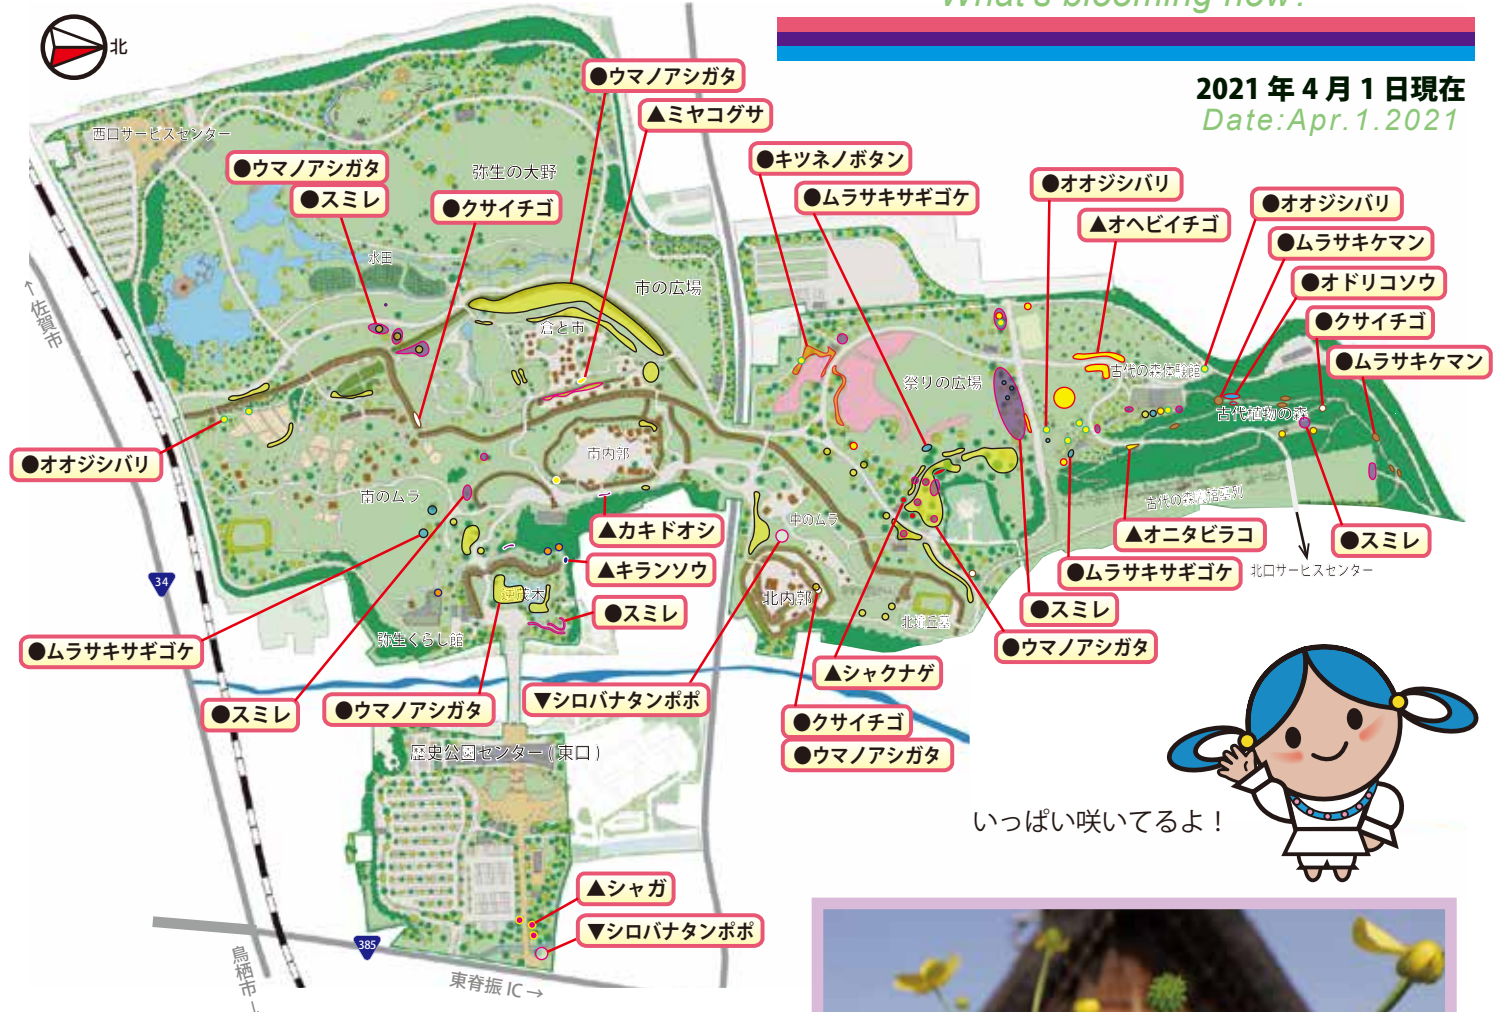 What's blooming now?
2021年4月1日現在
Date:Apr.1.2021
北
●ウマノアシガタ
▲ミヤコグサ
西口サービスセンター
●ウマノアシガタ
●スミレ
弥生の大野
●クサイチゴ
水田
市の広場
倉と市
↑佐賀市
●キツネノボタン
●ムラサキサギゴケ
●オオジシバリ
▲オヘビイチゴ
●オオジシバリ
●ムラサキケマン
●オドリコソウ
●クサイチゴ
●ムラサキケマン
古代の森体験館
祭りの広場
古代植物の森
●オオジシバリ
南のムラ
南内郭
▲カキドオシ
▲キランソウ
●スミレ
中のムラ
北内郭
北墳丘墓
▲オニタビラコ
●ムラサキサギゴケ
北口サービスセンター
●スミレ
●スミレ
●ウマノアシガタ
▲シャクナゲ
34
弥生くらし館
●ムラサキサギゴケ
●スミレ
●ウマノアシガタ
▼シロバナタンポポ
●クサイチゴ
●ウマノアシガタ
歴史公園センター(東口)
いっぱい咲いてるよ！
▲シャガ
▼シロバナタンポポ
385
鳥栖市↓
東脊振 IC→